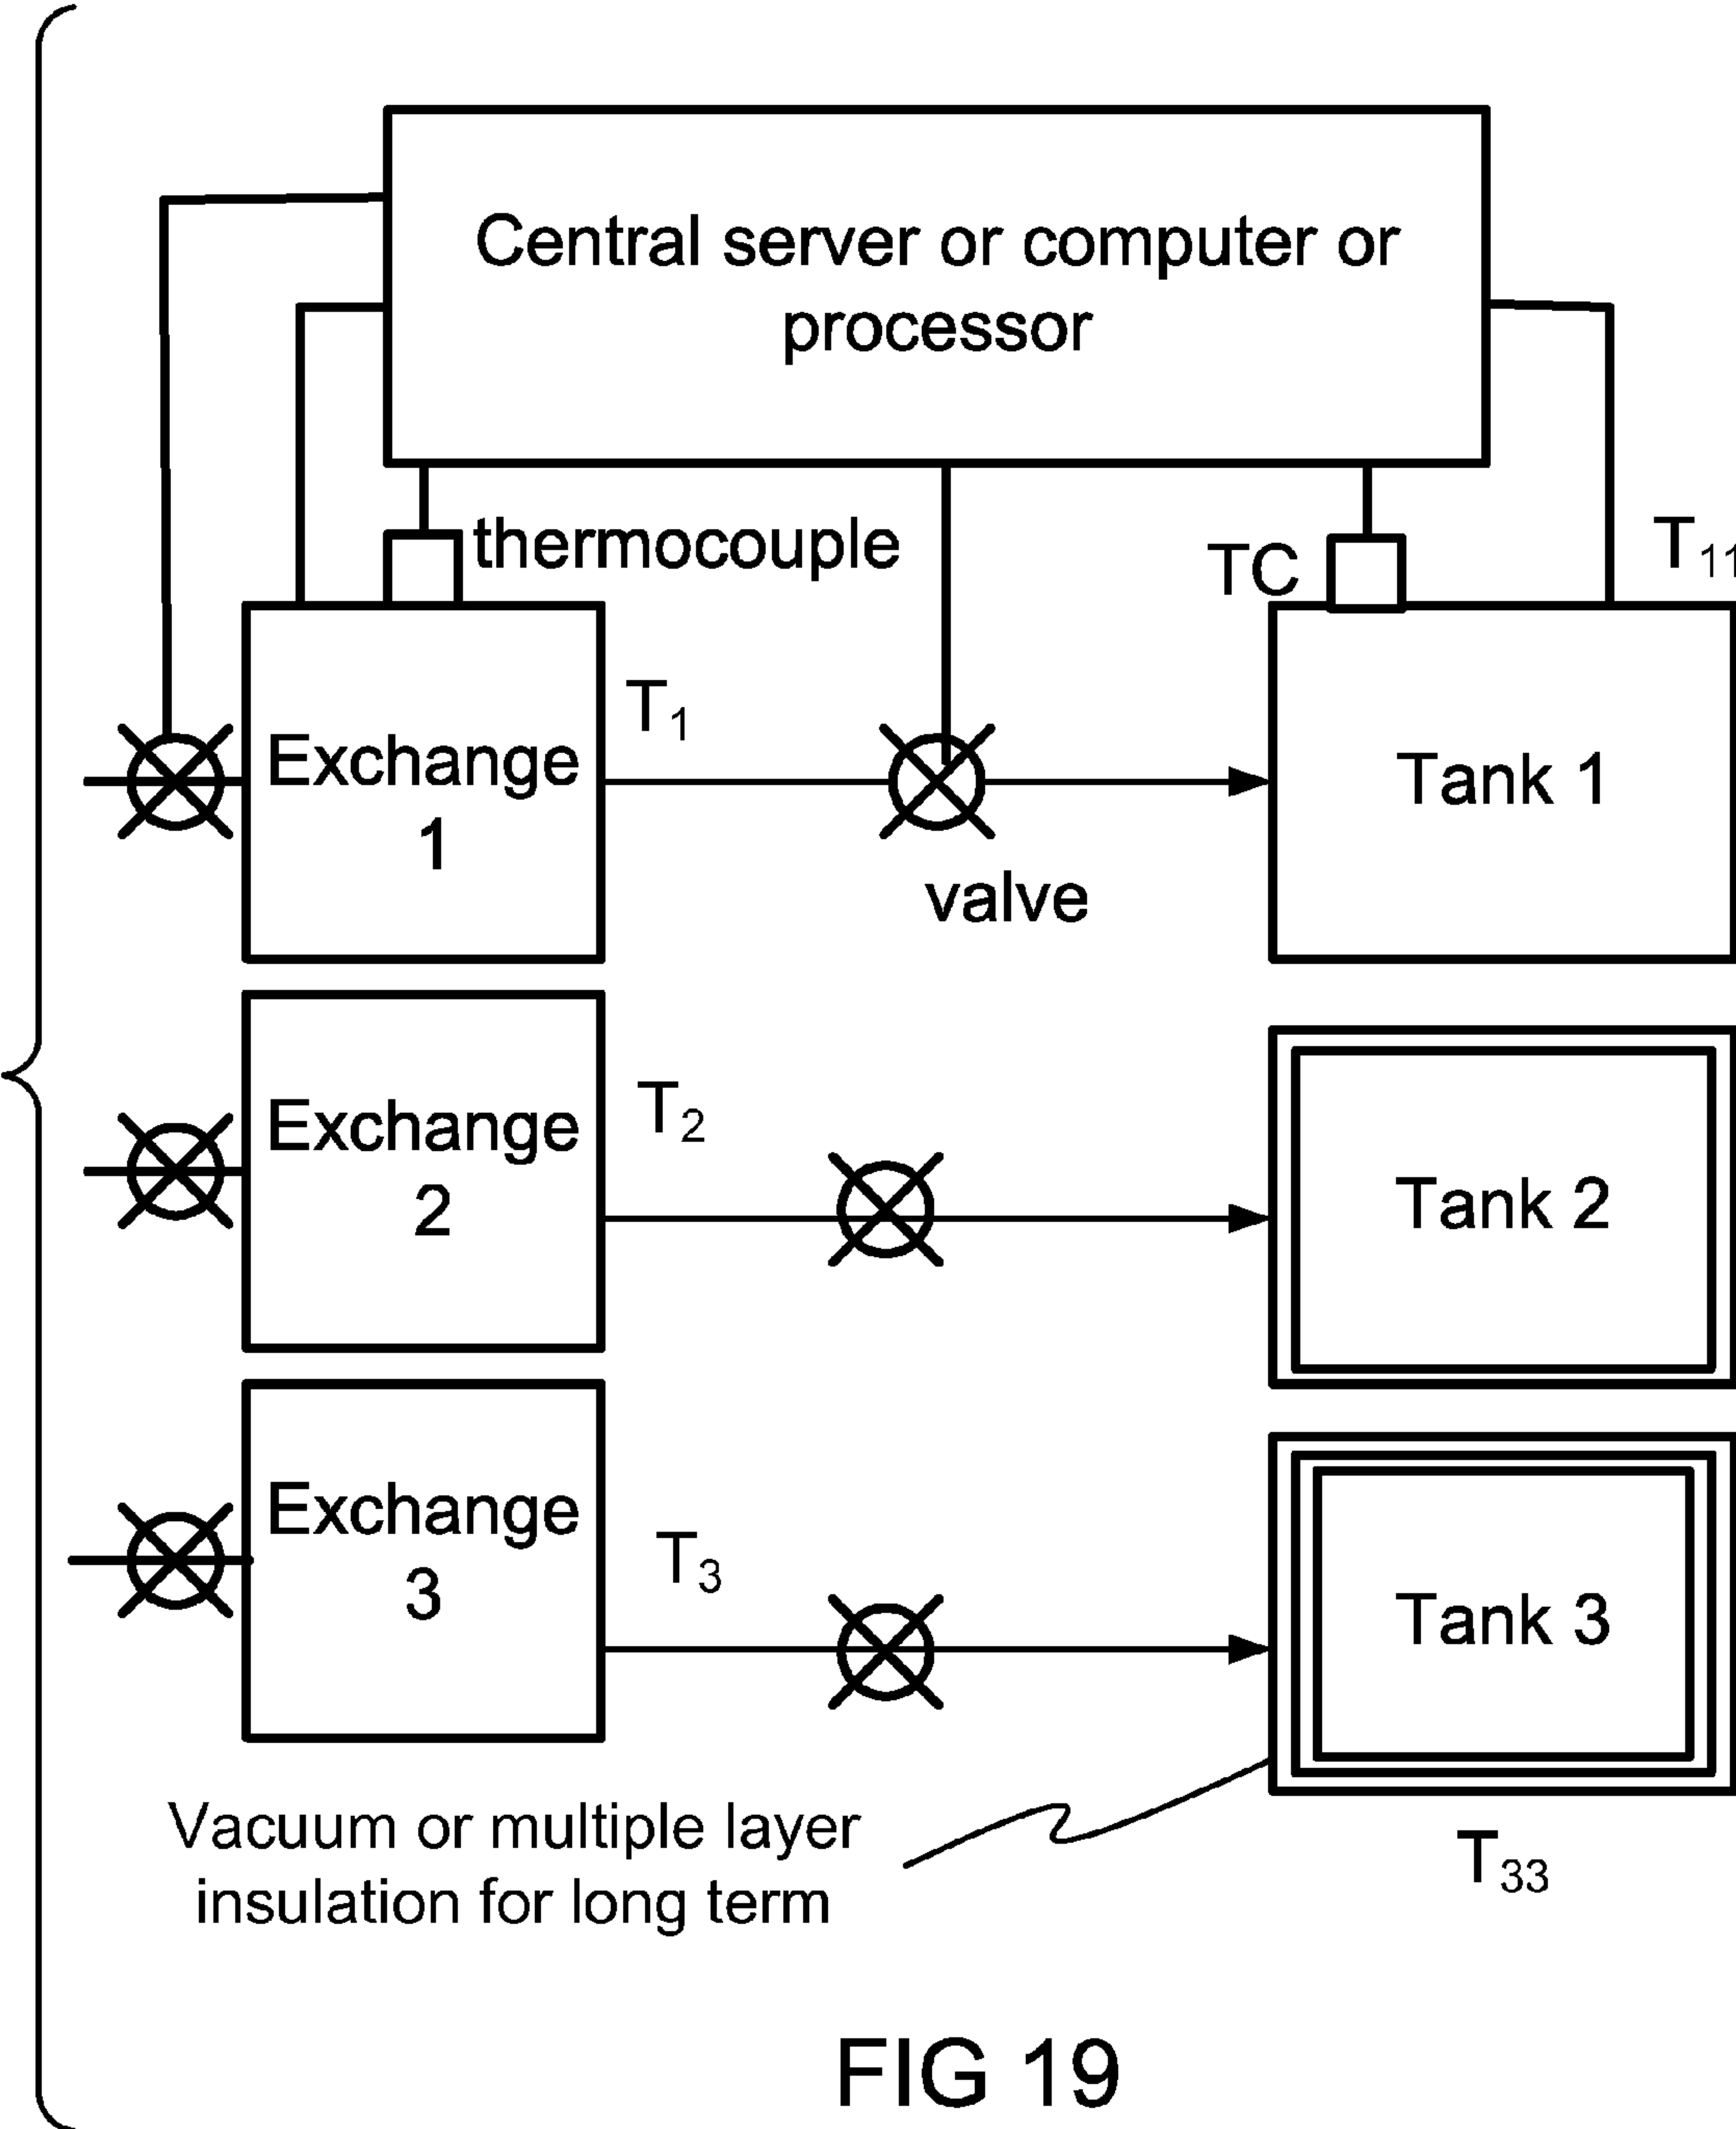 Central server or computer or
processor
thermocouple
TC
T11
T1
Exchange
1
valve
Tank 1
T2
Exchange
2
Tank 2
T3
Exchange
3
Tank 3
Vacuum or multiple layer
insulation for long term
T33
FIG 19